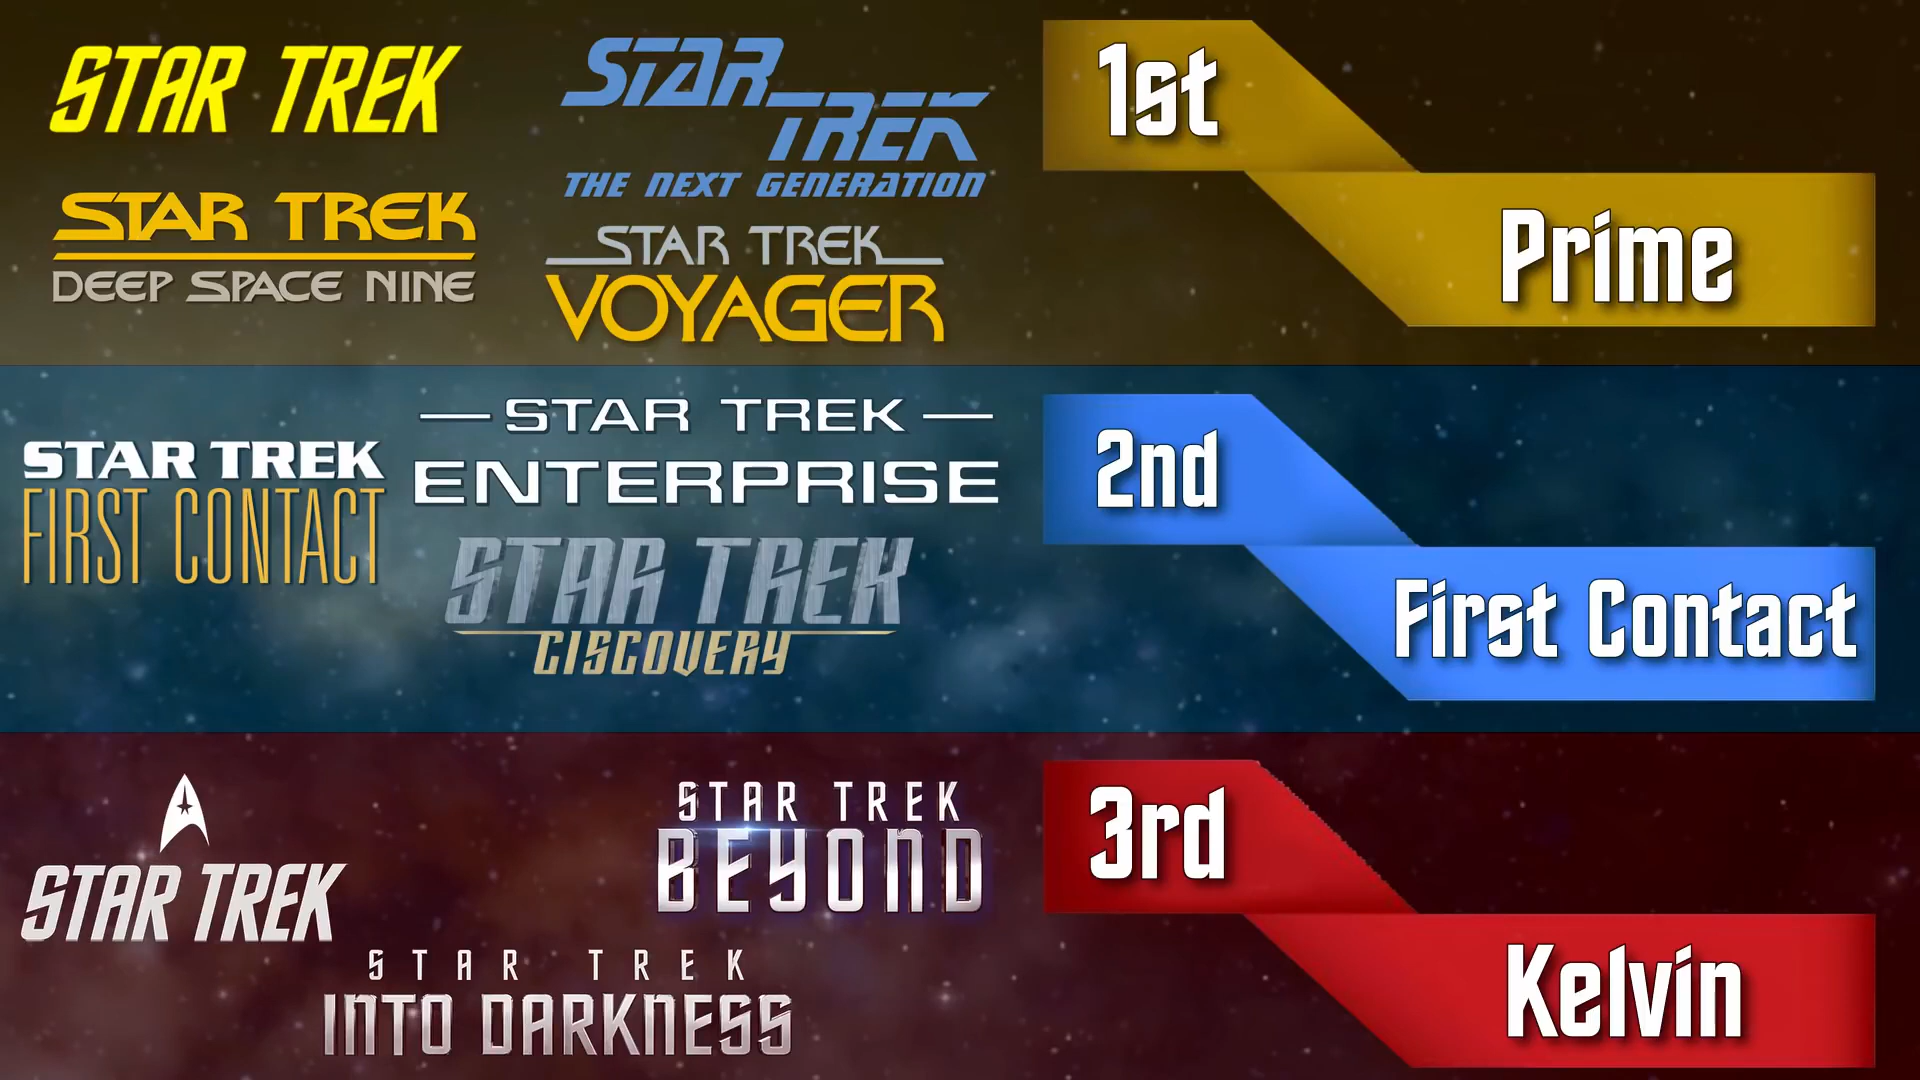 STAR TREK
STAR TREK
THE NEXT GENERATION
STAR TREK
DEEP SPACE NINE
STAR TREK
VOYAGER
1st
Prime
STAR TREK
FIRST CONTACT
STAR TREK
ENTERPRISE
STAR TREK
CISCOVERY
2nd
First Contact
STAR TREK
STAR TREK
BEYOND
STAR TREK
INTO DARKNESS
3rd
Kelvin